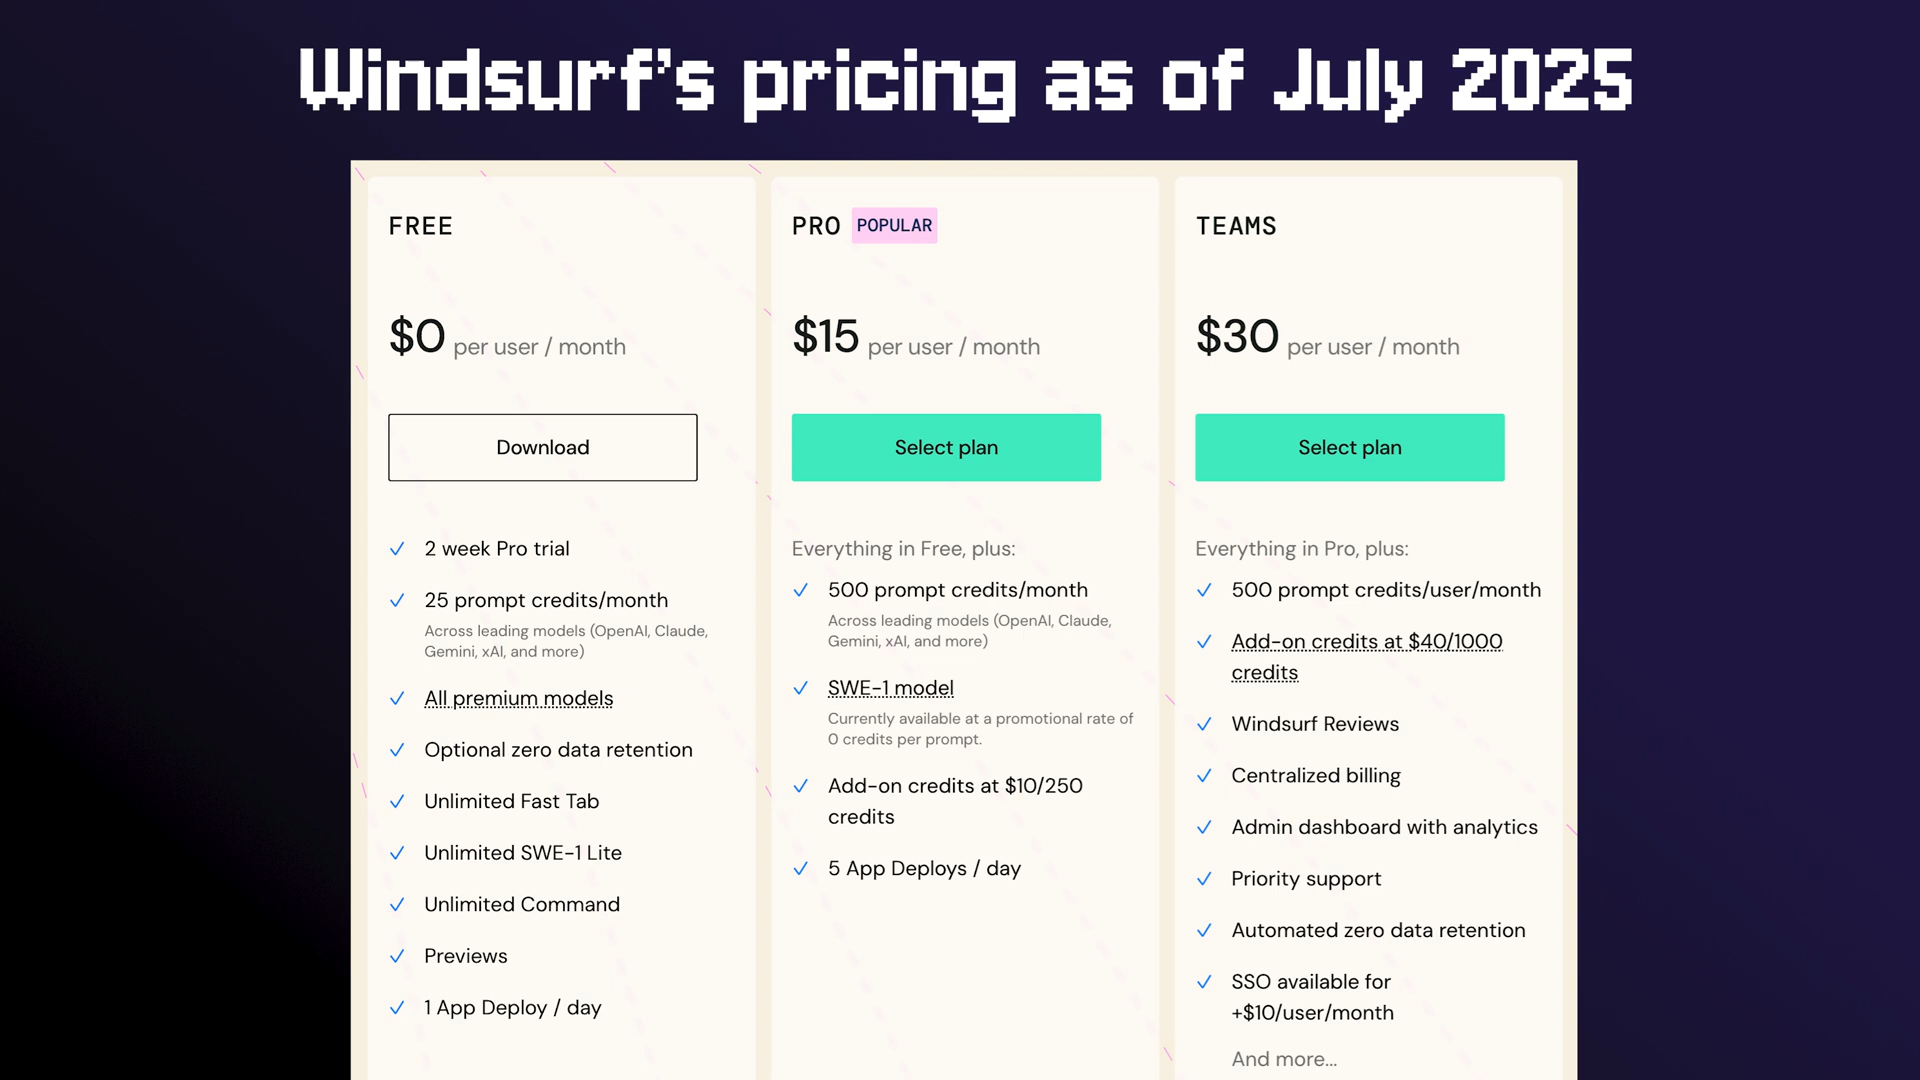 Windsurf's pricing as of July 2025
FREE
$0 per user / month
Download
2 week Pro trial
25 prompt credits/month
Across leading models (OpenAI, Claude,
Gemini, xAI, and more)
All premium models
Optional zero data retention
Unlimited Fast Tab
Unlimited SWE-1 Lite
Unlimited Command
Previews
1 App Deploy / day
PRO POPULAR
$15 per user / month
Select plan
Everything in Free, plus:
500 prompt credits/month
Across leading models (OpenAI, Claude,
Gemini, xAI, and more)
SWE-1 model
Currently available at a promotional rate of
0 credits per prompt.
Add-on credits at $10/250
credits
5 App Deploys / day
TEAMS
$30 per user / month
Select plan
Everything in Pro, plus:
500 prompt credits/user/month
Add-on credits at $40/1000
credits
Windsurf Reviews
Centralized billing
Admin dashboard with analytics
Priority support
Automated zero data retention
SSO available for
+$10/user/month
And more...